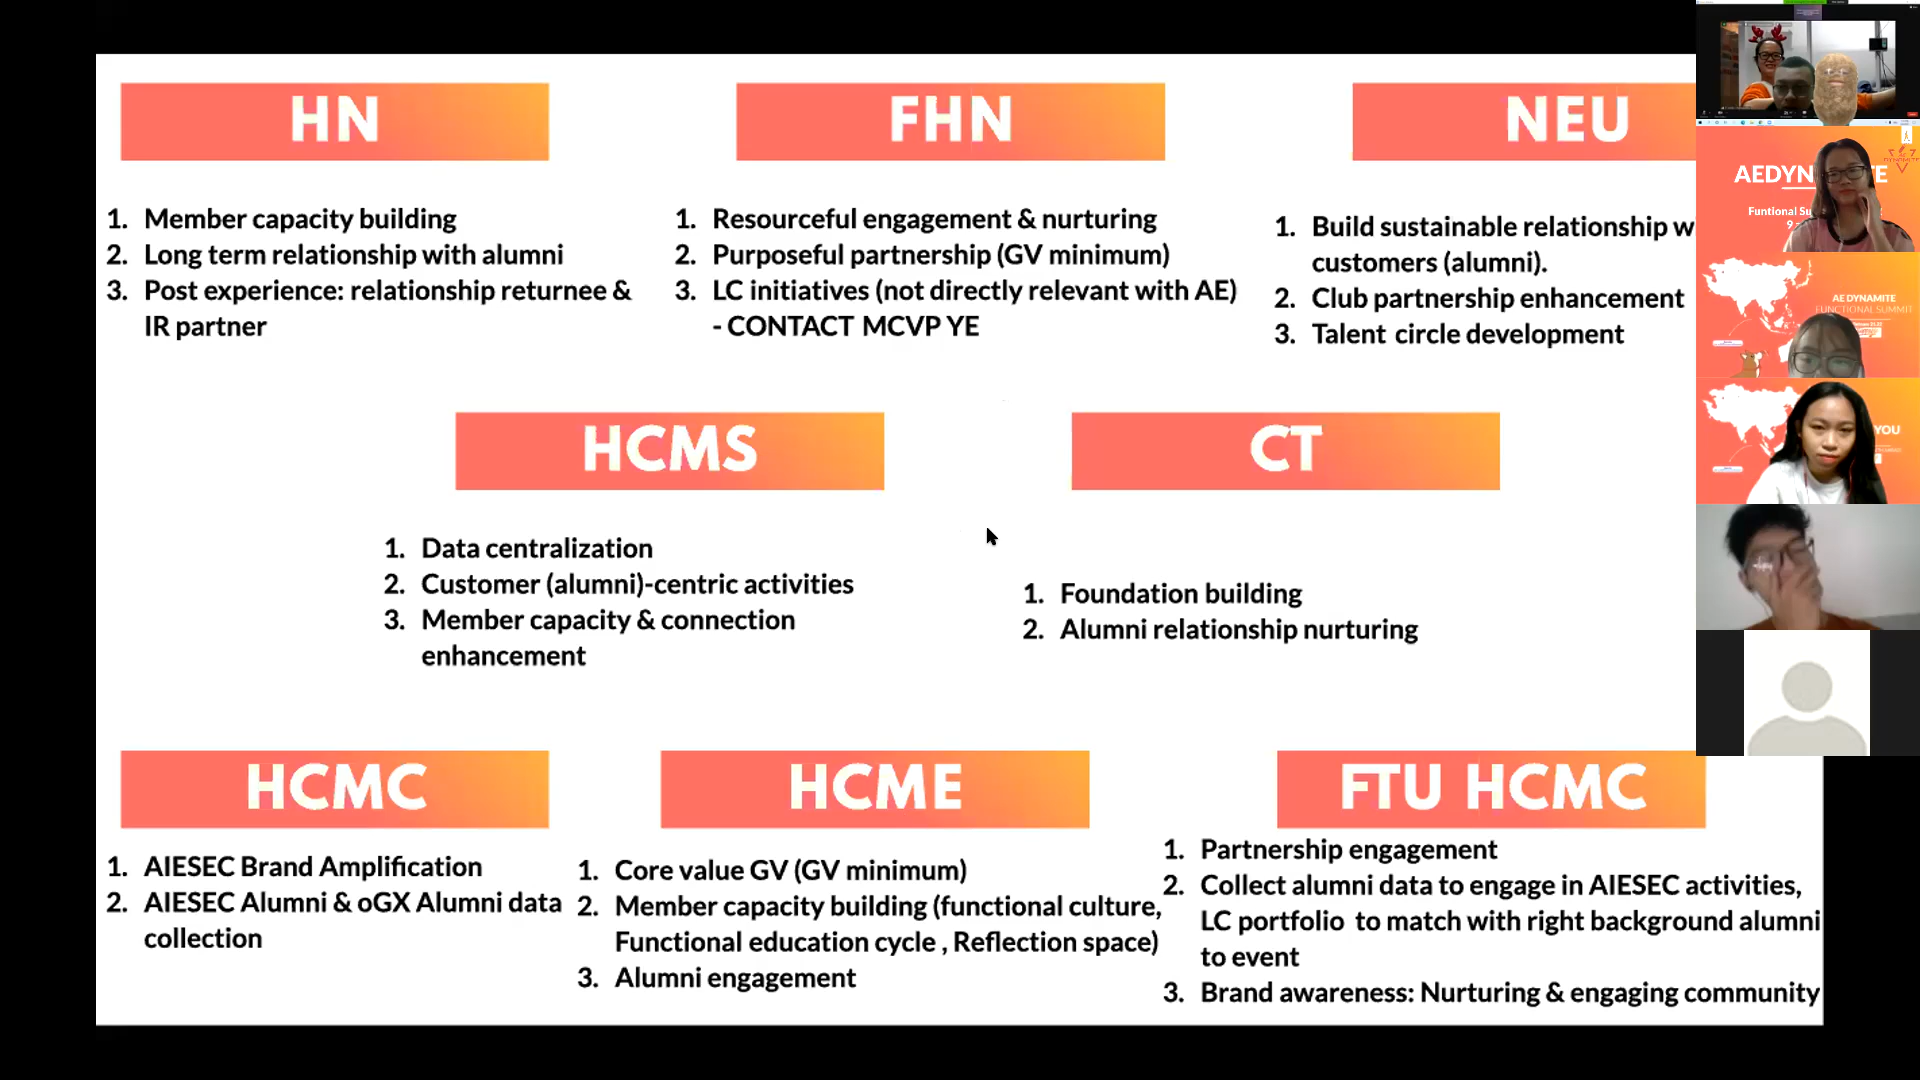 HN
1. Member capacity building
2. Long term relationship with alumni
3. Post experience: relationship returnee &
IR partner
FHN
1. Resourceful engagement & nurturing
2. Purposeful partnership (GV minimum)
3. LC initiatives (not directly relevant with AE)
- CONTACT MCVP YE
NEU
1. Build sustainable relationship w
customers (alumni).
2. Club partnership enhancement
3. Talent circle development
HCMS
1. Data centralization
2. Customer (alumni)-centric activities
3. Member capacity & connection
enhancement
CT
1. Foundation building
2. Alumni relationship nurturing
HCMC
1. AIESEC Brand Amplification
2. AIESEC Alumni & oGX Alumni data
collection
HCME
1. Core value GV (GV minimum)
2. Member capacity building (functional culture,
Functional education cycle , Reflection space)
3. Alumni engagement
FTU HCMC
1. Partnership engagement
2. Collect alumni data to engage in AIESEC activities,
LC portfolio to match with right background alumni
to event
3. Brand awareness: Nurturing & engaging community
AEDYN TE
Funtional Su
9
AE DYNAMITE
FUNCTIONAL SUMMIT
YOU